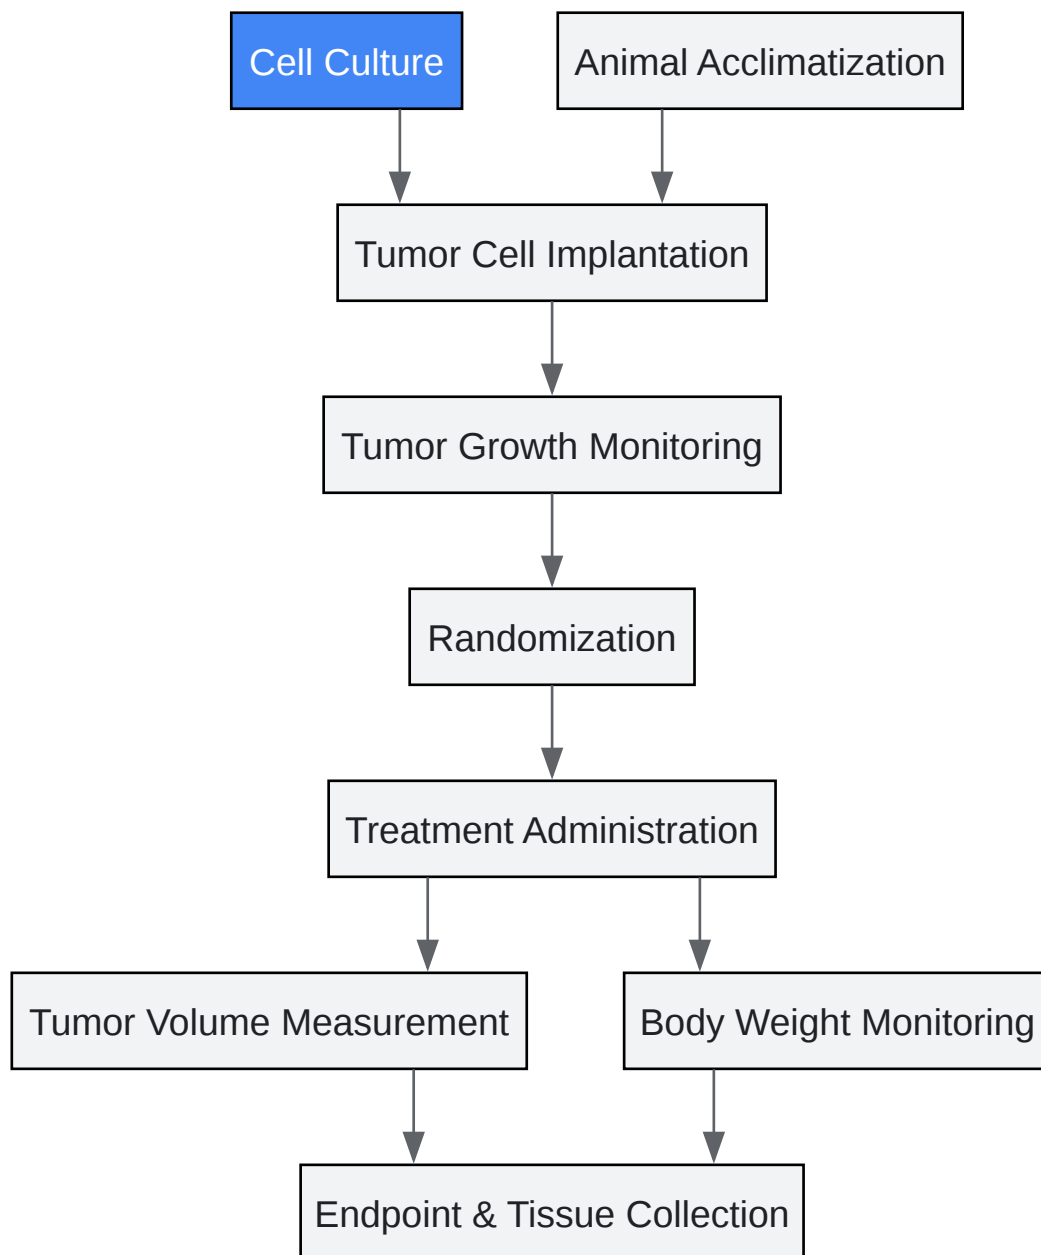 Cell Culture
Animal Acclimatization
Tumor Cell Implantation
Tumor Growth Monitoring
Randomization
Treatment Administration
Tumor Volume Measurement
Body Weight Monitoring
Endpoint & Tissue Collection